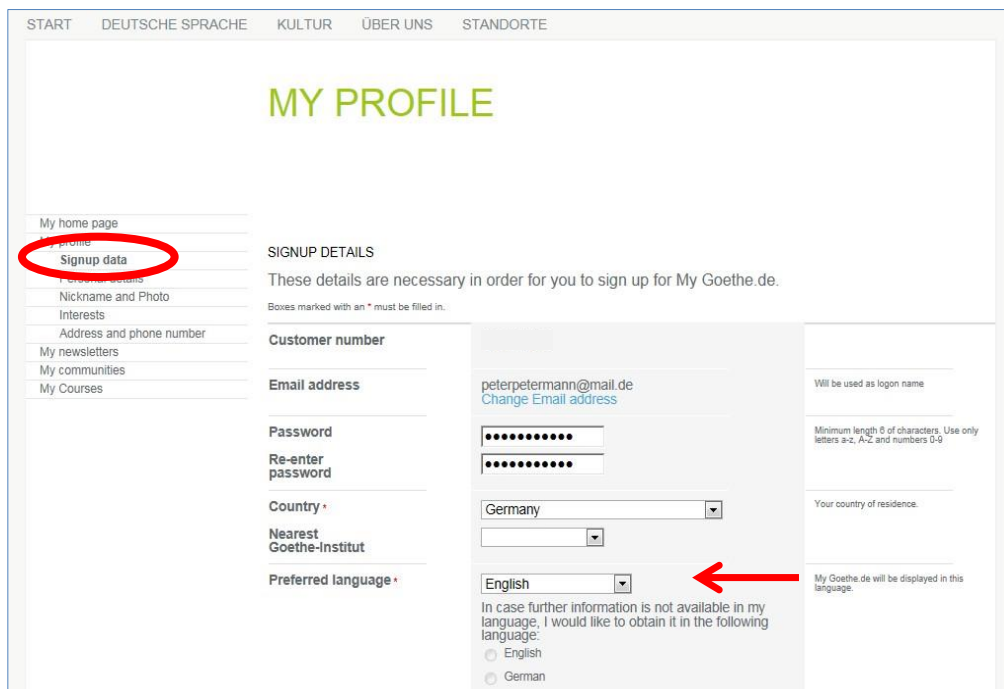 START DEUTSCHE SPRACHE KULTUR ÜBER UNS STANDORTE
MY PROFILE
My home page
My profile
Signup data
Personal details
Nickname and Photo
Interests
Address and phone number
My newsletters
My communities
My Courses
SIGNUP DETAILS
These details are necessary in order for you to sign up for My Goethe.de.
Boxes marked with an * must be filled in.
Customer number
Email address
peterpetermann@mail.de
Change Email address
Will be used as logon name
Password
●●●●●●●●●●●
Minimum length 6 of characters. Use only
letters a-z, A-Z and numbers 0-9
Re-enter
password
●●●●●●●●●●●
Country *
Germany
Your country of residence.
Nearest
Goethe-Institut
Preferred language *
English
My Goethe.de will be displayed in this
language.
In case further information is not available in my
language, I would like to obtain it in the following
language:
English
German